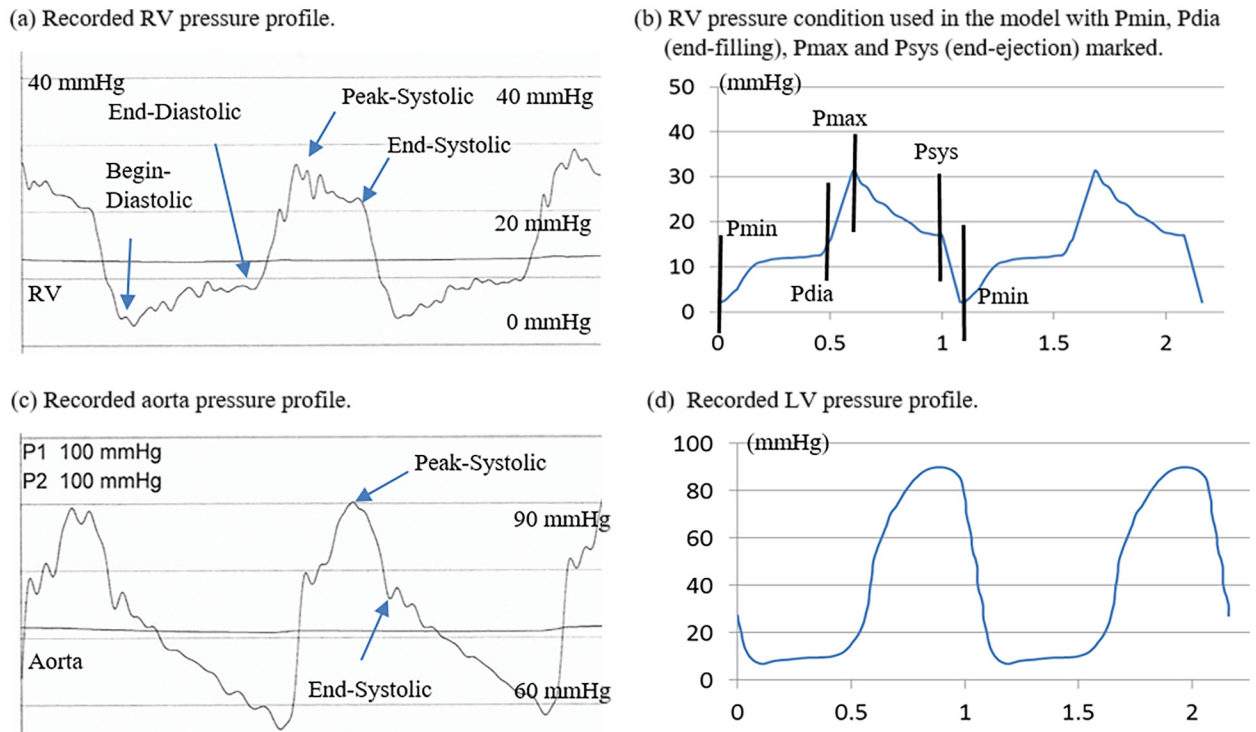 (a) Recorded RV pressure profile.
40 mmHg
End-Diastolic
Peak-Systolic
40 mmHg
Begin-
Diastolic
End-Systolic
20 mmHg
RV
0 mmHg
(b) RV pressure condition used in the model with Pmin, Pdia
(end-filling), Pmax and Psys (end-ejection) marked.
(mmHg)
50
40
30
20
10
0
Pmax
Psys
Pmin
Pdia
Pmin
0
0.5
1
1.5
2
(c) Recorded aorta pressure profile.
P1 100 mmHg
P2 100 mmHg
Peak-Systolic
90 mmHg
Aorta
End-Systolic
60 mmHg
(d) Recorded LV pressure profile.
(mmHg)
100
80
60
40
20
0
0
0.5
1
1.5
2